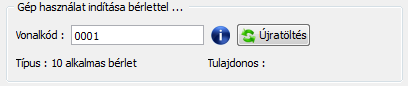 Gép használat indítása bérlettel ...
Vonalkód : 0001 Újratöltés
Típus : 10 alkalmas bérlet Tulajdonos :